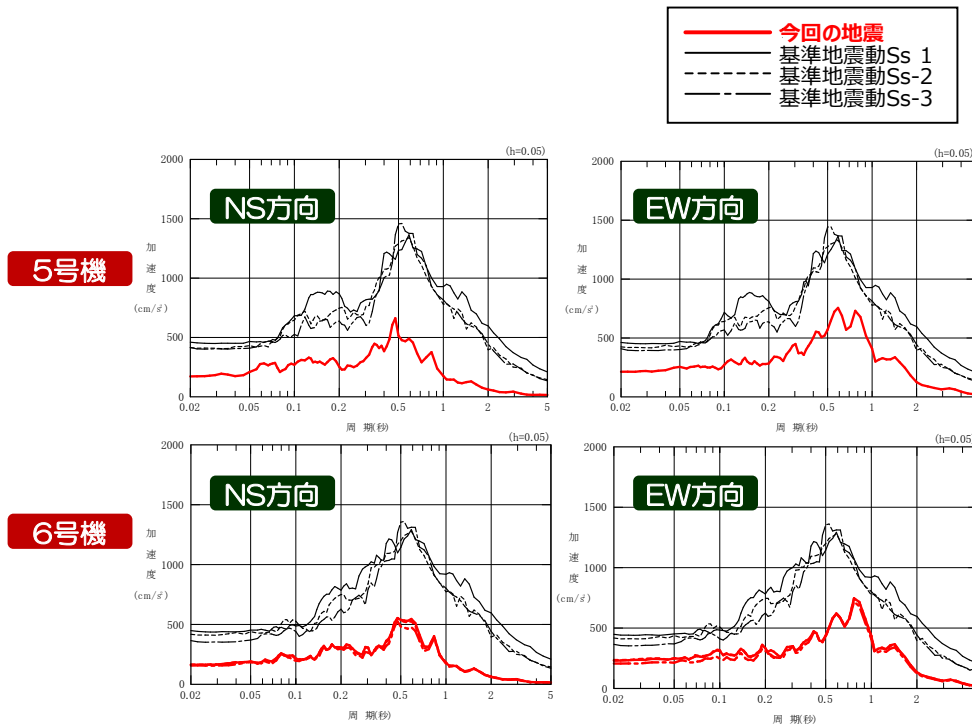 今回の地震
基準地震動Ss 1
基準地震動Ss-2
基準地震動Ss-3
5号機
NS方向
(h=0.05)
2000
1500
1000
500
0
加速度
(cm/s²)
0.02 0.1 0.2 0.5 1 2 5
周 期(秒)
EW方向
(h=0.05)
2000
1500
1000
500
0
加速度
(cm/s²)
0.02 0.1 0.2 0.5 1 2
周 期(秒)
6号機
NS方向
(h=0.05)
2000
1500
1000
500
0
加速度
(cm/s²)
0.02 0.1 0.2 0.5 1 2 5
周 期(秒)
EW方向
(h=0.05)
2000
1500
1000
500
0
加速度
(cm/s²)
0.02 0.1 0.2 0.5 1 2
周 期(秒)